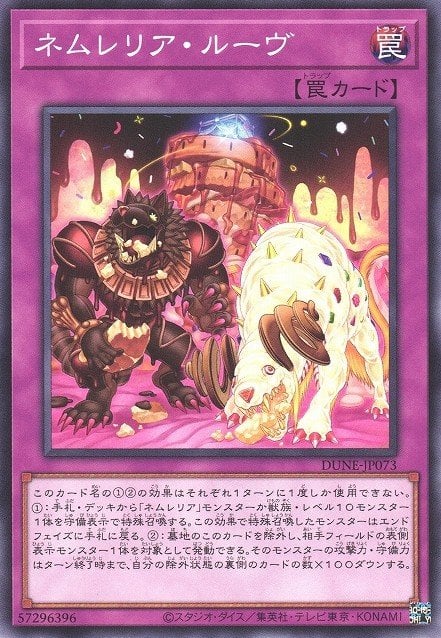 ネムレリア・ルーヴ
トラップ
罠
トラップ
【罠カード】
DUNE-JP073
このカード名の①②の効果はそれぞれ1ターンに1度しか使用できない。
①：手札・デッキから「ネムレリア」モンスターか獣族・レベル10モンスター
1体を守備表示で特殊召喚する。この効果で特殊召喚したモンスターはエンド
フェイズに手札に戻る。②：墓地のこのカードを除外し、相手フィールドの表側
表示モンスター1体を対象として発動できる。そのモンスターの攻撃力・守備力
はターン終了時まで、自分の除外状態の裏側のカードの数×100ダウンする。
57296396
©スタジオ・ダイス／集英社・テレビ東京・KONAMI